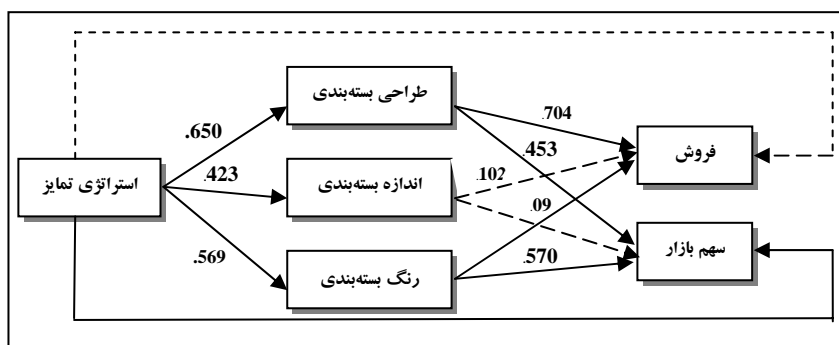 طراحی بسته‌بندی
.704
.650
فروش
.453
استراتژی تمایز
.423
اندازه بسته‌بندی
.102
.09
.569
رنگ بسته‌بندی
.570
سهم بازار